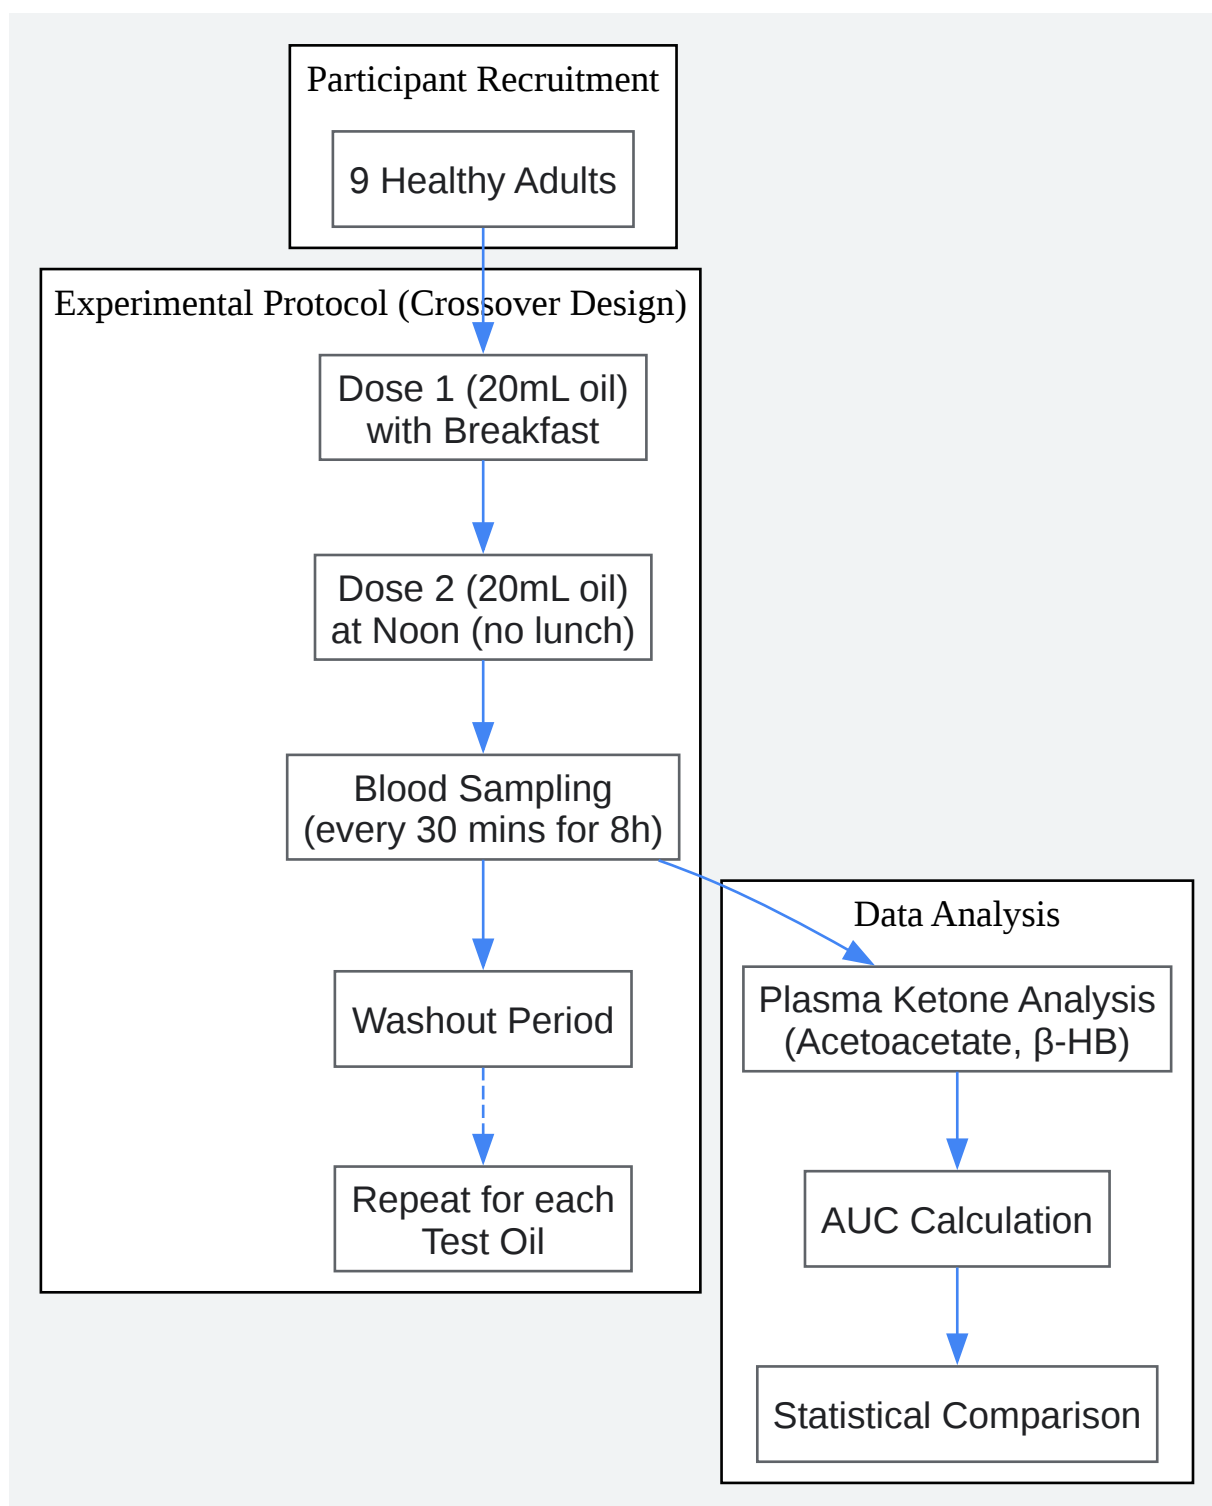 Participant Recruitment
9 Healthy Adults
Experimental Protocol (Crossover Design)
Dose 1 (20mL oil)
with Breakfast
Dose 2 (20mL oil)
at Noon (no lunch)
Blood Sampling
(every 30 mins for 8h)
Washout Period
Repeat for each
Test Oil
Data Analysis
Plasma Ketone Analysis
(Acetoacetate, β-HB)
AUC Calculation
Statistical Comparison